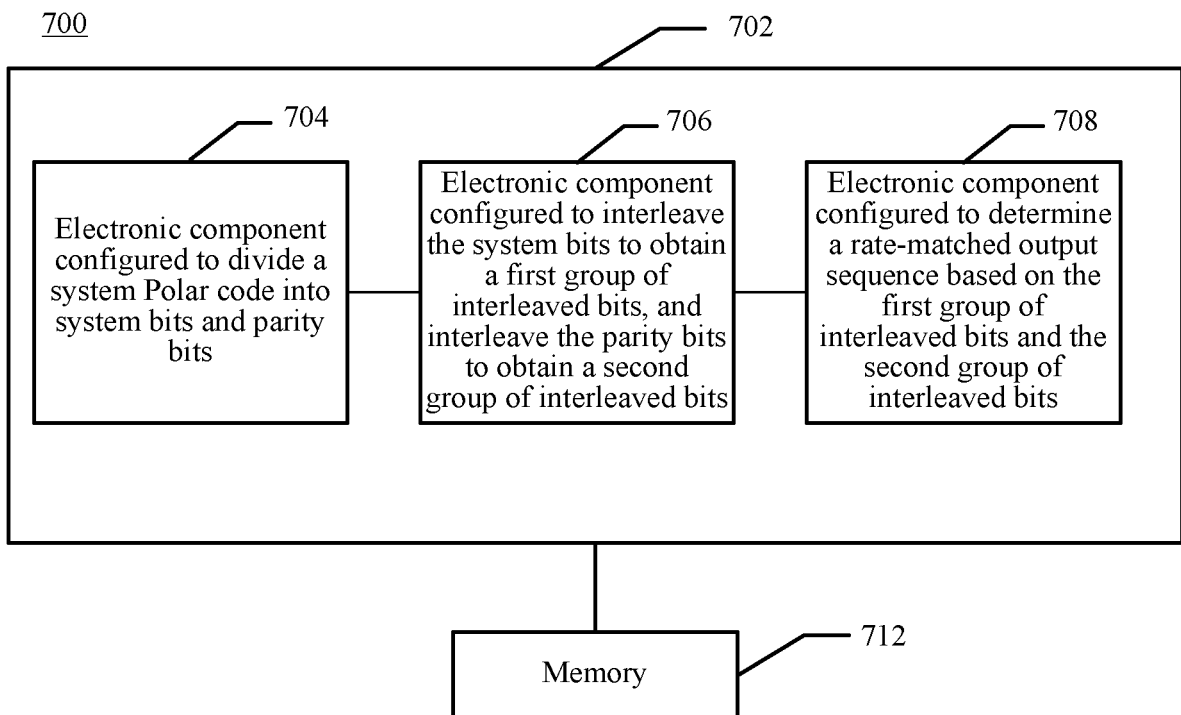 700
702
704
706
708
Electronic component
configured to divide a
system Polar code into
system bits and parity
bits
Electronic component
configured to interleave
the system bits to obtain
a first group of
interleaved bits, and
interleave the parity bits
to obtain a second
group of interleaved bits
Electronic component
configured to determine
a rate-matched output
sequence based on the
first group of
interleaved bits and the
second group of
interleaved bits
712
Memory